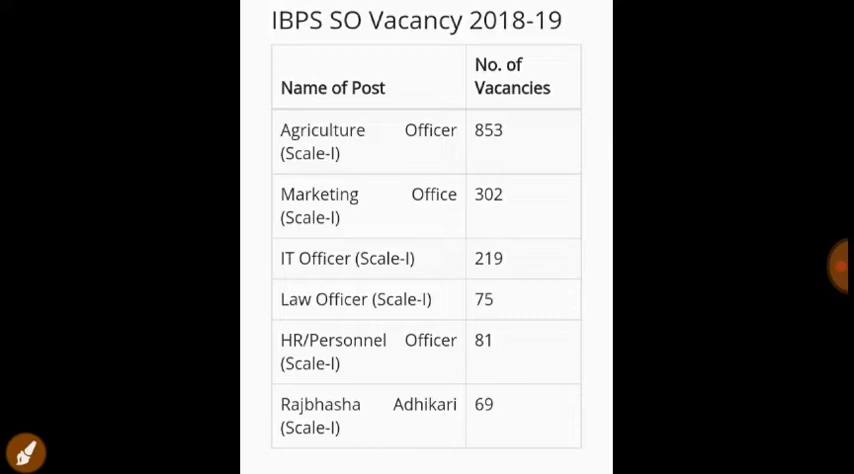 IBPS SO Vacancy 2018-19
Name of Post
No. of
Vacancies
Agriculture Officer
(Scale-I)
853
Marketing Office
(Scale-I)
302
IT Officer (Scale-I)
219
Law Officer (Scale-I)
75
HR/Personnel Officer
(Scale-I)
81
Rajbhasha Adhikari
(Scale-I)
69